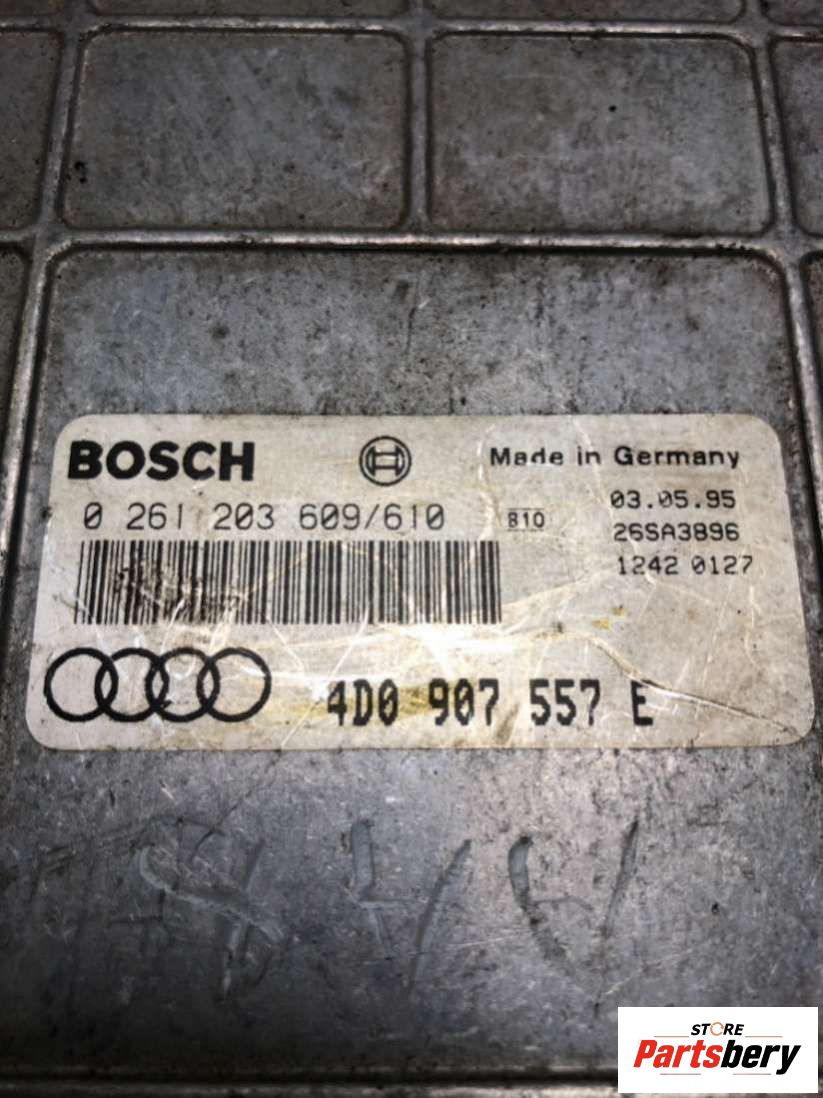 BOSCH
Made in Germany
0 261 203 609/610
810
03.05.95
26SA3896
1242 0127
4D0 907 557 E
STORE
Partsbery